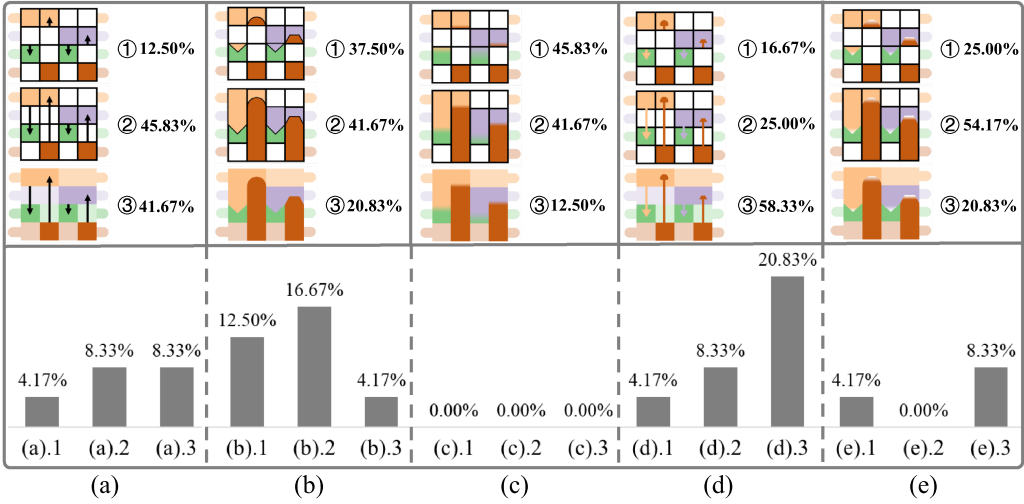 ① 12.50%
② 45.83%
③ 41.67%
① 37.50%
② 41.67%
③ 20.83%
① 45.83%
② 41.67%
③ 12.50%
① 16.67%
② 25.00%
③ 58.33%
① 25.00%
② 54.17%
③ 20.83%
4.17% 8.33% 8.33%
(a).1 (a).2 (a).3
12.50% 16.67% 4.17%
(b).1 (b).2 (b).3
0.00% 0.00% 0.00%
(c).1 (c).2 (c).3
4.17% 8.33% 20.83%
(d).1 (d).2 (d).3
4.17% 0.00% 8.33%
(e).1 (e).2 (e).3
(a) (b) (c) (d) (e)